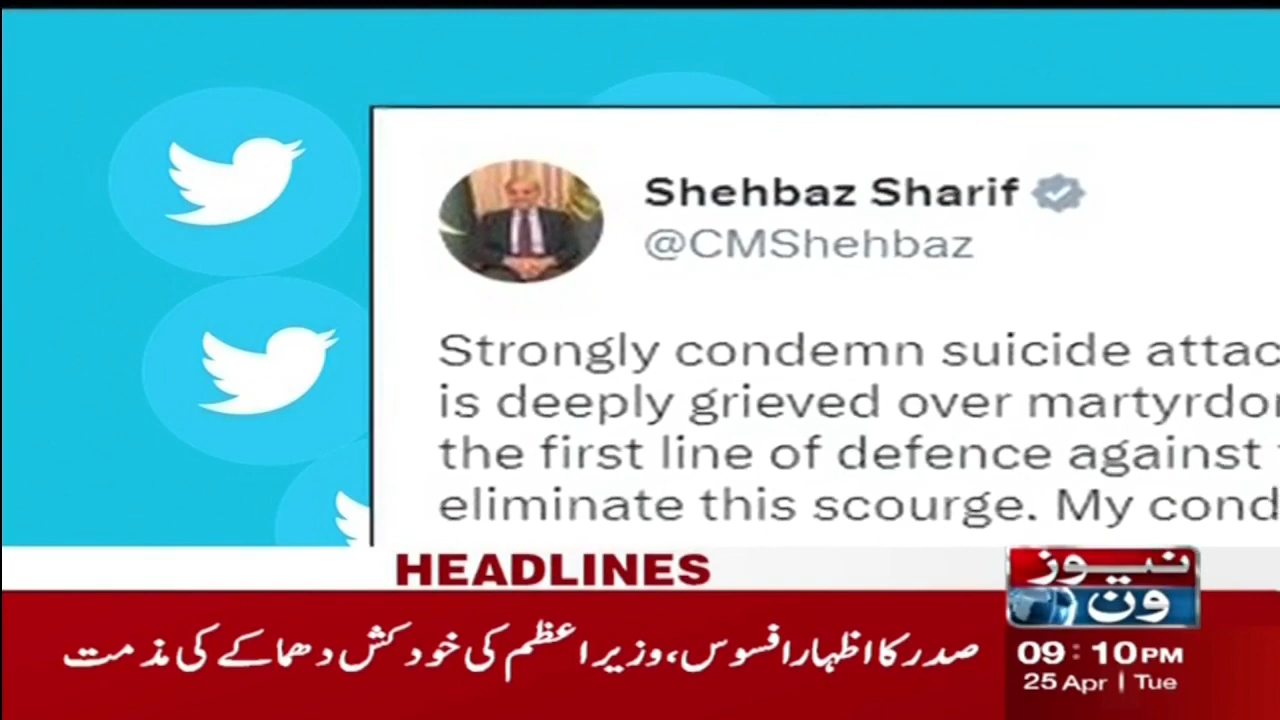 Shehbaz Sharif
@CMShehbaz
Strongly condemn suicide attac
is deeply grieved over martyrdo
the first line of defence against
eliminate this scourge. My cond
HEADLINES
نیوز
ون
صدر کا اظہار افسوس، وزیر اعظم کی خودکش دھماکے کی مذمت
09:10PM
25 Apr | Tue